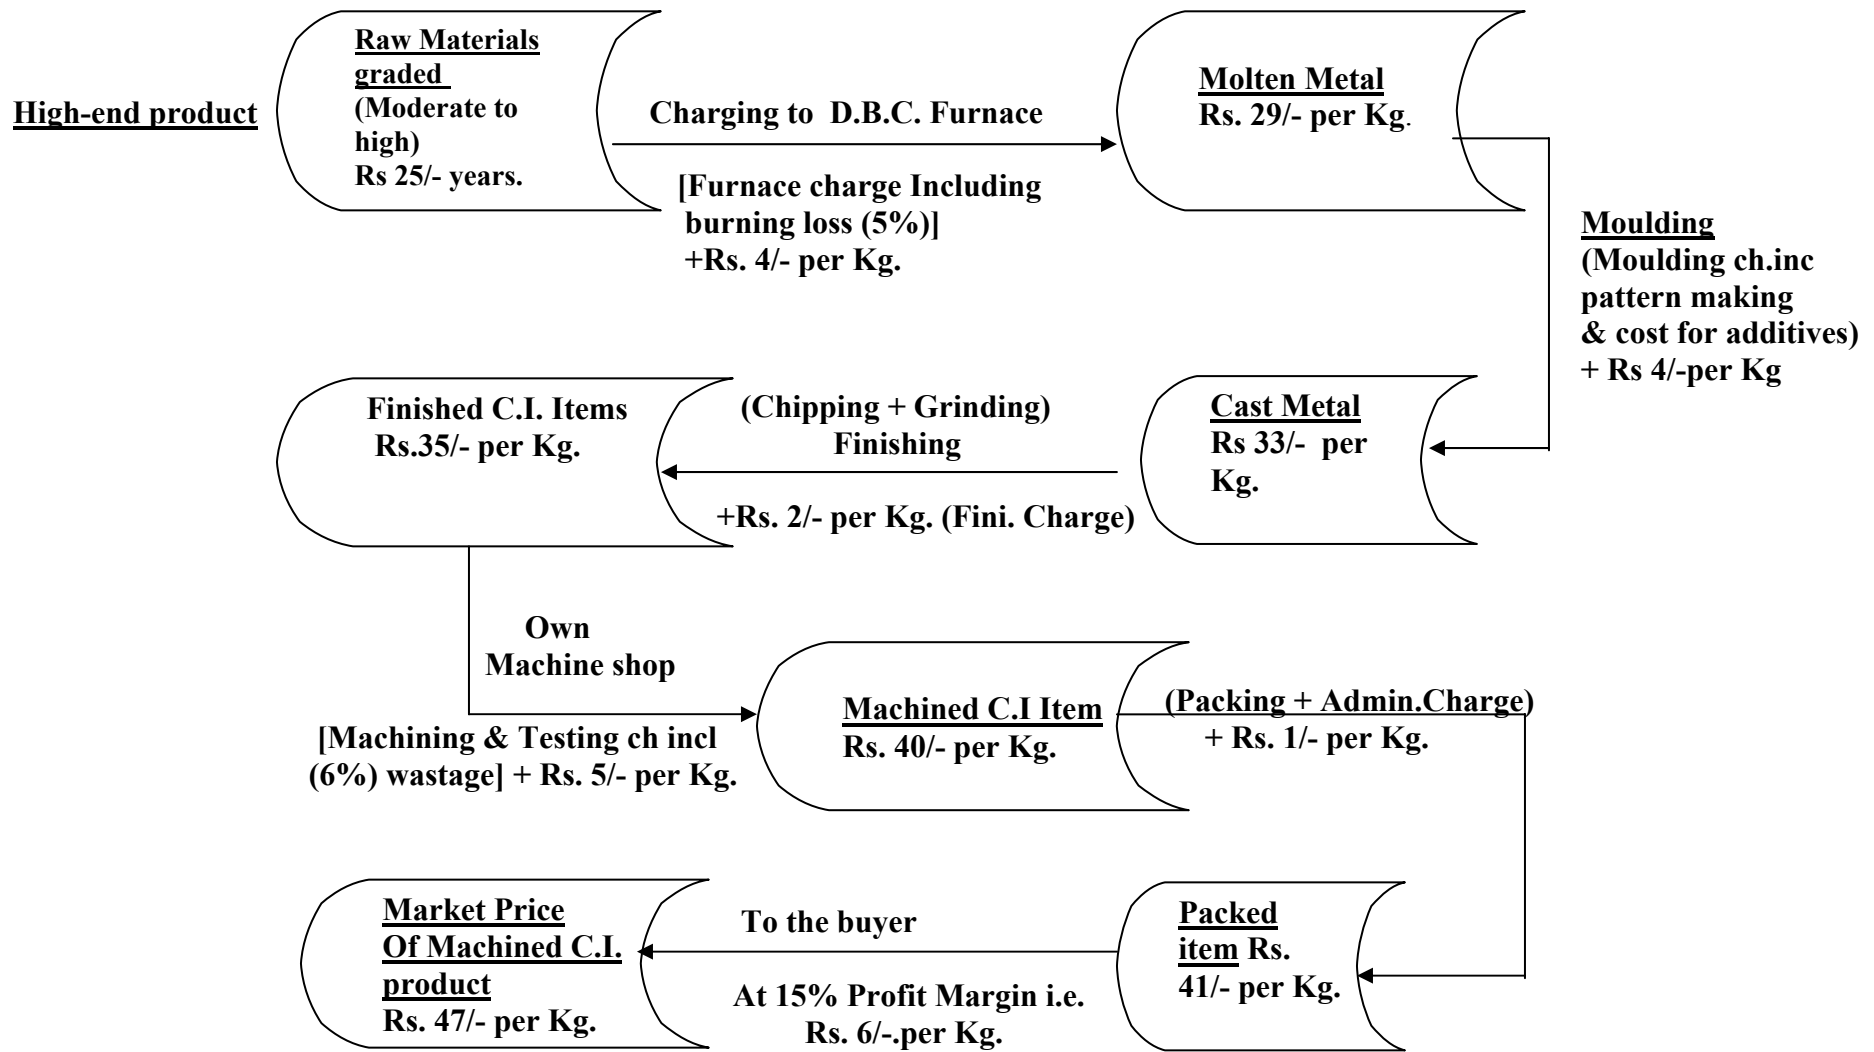 High-end product
Raw Materials
graded
(Moderate to
high)
Rs 25/- years.
Charging to D.B.C. Furnace
[Furnace charge Including
burning loss (5%)]
+Rs. 4/- per Kg.
Molten Metal
Rs. 29/- per Kg.
Moulding
(Moulding ch.inc
pattern making
& cost for additives)
+ Rs 4/-per Kg
Cast Metal
Rs 33/- per
Kg.
(Chipping + Grinding)
Finishing
+Rs. 2/- per Kg. (Fini. Charge)
Finished C.I. Items
Rs.35/- per Kg.
Own
Machine shop
[Machining & Testing ch incl
(6%) wastage] + Rs. 5/- per Kg.
Machined C.I Item
Rs. 40/- per Kg.
(Packing + Admin.Charge)
+ Rs. 1/- per Kg.
Packed
item Rs.
41/- per Kg.
To the buyer
At 15% Profit Margin i.e.
Rs. 6/-.per Kg.
Market Price
Of Machined C.I.
product
Rs. 47/- per Kg.